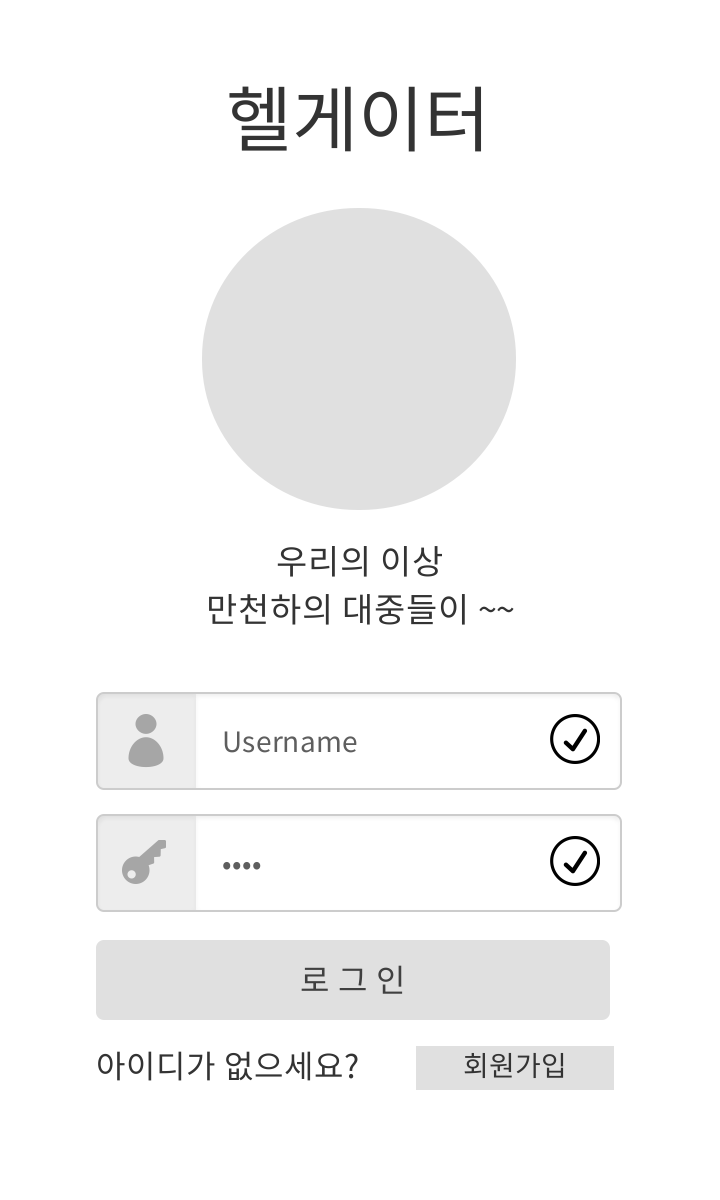 헬게이터
우리의 이상
만천하의 대중들이 ~~
Username
••••
로 그 인
아이디가 없으세요? 회원가입